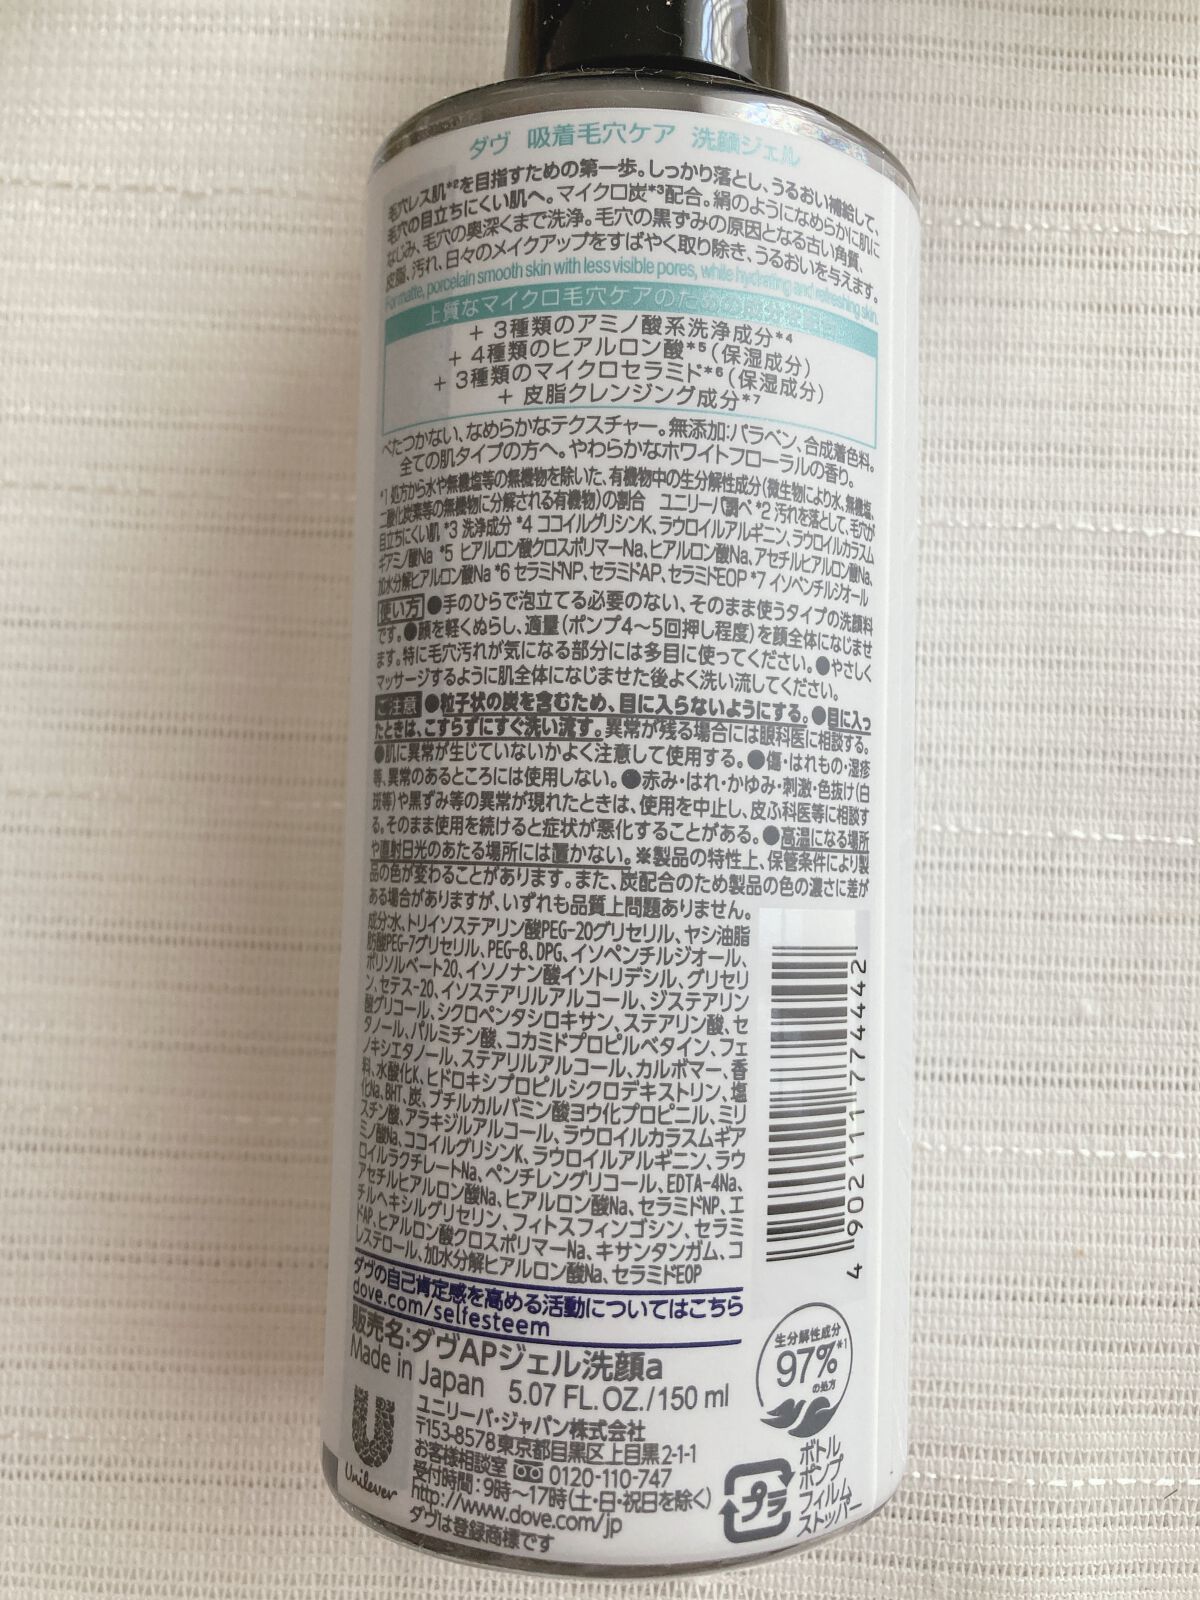 ダヴ 吸着毛穴ケア 洗顔ジェル
毛穴レス肌*²を目指すための第一歩。しっかり落とし、うるおい補給して、
毛穴の目立ちにくい肌へ。マイクロ炭*³配合。絹のようになめらかに肌に
なじみ、毛穴の奥深くまで洗浄。毛穴の黒ずみの原因となる古い角質、
皮脂、汚れ、日々のメイクアップをすばやく取り除き、うるおいを与えます。
For matte, porcelain smooth skin with less visible pores, while hydrating and refreshing skin.
上質なマイクロ毛穴ケアのための成分
+ 3種類のアミノ酸系洗浄成分*⁴
+ 4種類のヒアルロン酸*⁵(保湿成分)
+ 3種類のマイクロセラミド*⁶(保湿成分)
+ 皮脂クレンジング成分*⁷
べたつかない、なめらかなテクスチャー。無添加:パラベン、合成着色料。
全ての肌タイプの方へ。やわらかなホワイトフローラルの香り。
*1 処方から水や無機塩等の無機物を除いた、有機物中の生分解性成分(微生物により水、無機塩、
二酸化炭素等の無機物に分解される有機物)の割合 ユニリーバ調べ *2 汚れを落として、毛穴が
目立ちにくい肌 *3 洗浄成分 *4 ココイルグリシンK、ラウロイルアルギニン、ラウロイルカラスム
ギアミノ酸Na *5 ヒアルロン酸クロスポリマーNa、ヒアルロン酸Na、アセチルヒアルロン酸Na、
加水分解ヒアルロン酸Na *6 セラミドNP、セラミドAP、セラミドEOP *7 イソペンチルジオール
使い方 ●手のひらで泡立てる必要のない、そのまま使うタイプの洗顔料
です。●顔を軽くぬらし、適量(ポンプ4～5回押し程度)を顔全体になじませ
ます。特に毛穴汚れが気になる部分には多目に使ってください。●やさしく
マッサージするように肌全体になじませた後よく洗い流してください。
ご注意 ●粒子状の炭を含むため、目に入らないようにする。●目に入っ
たときは、こすらずにすぐ洗い流す。異常が残る場合には眼科医に相談する。
●肌に異常が生じていないかよく注意して使用する。●傷・はれもの・湿疹
等、異常のあるところには使用しない。●赤み・はれ・かゆみ・刺激・色抜け(白
斑等)や黒ずみ等の異常が現れたときは、使用を中止し、皮ふ科医等に相談す
る。そのまま使用を続けると症状が悪化することがある。●高温になる場所
や直射日光のあたる場所には置かない。※製品の特性上、保管条件により製
品の色が変わることがあります。また、炭配合のため製品の色の濃さに差が
ある場合がありますが、いずれも品質上問題ありません。
成分:水、トリイソステアリン酸PEG-20グリセリル、ヤシ油脂
肪酸PEG-7グリセリル、PEG-8、DPG、イソペンチルジオール、
ポリソルベート20、イソノナン酸イソトリデシル、グリセリ
ン、セテス-20、イソステアリルアルコール、ジステアリン
酸グリコール、シクロペンタシロキサン、ステアリン酸、セ
タノール、パルミチン酸、コカミドプロピルベタイン、フェ
ノキシエタノール、ステアリルアルコール、カルボマー、香
料、水酸化K、ヒドロキシプロピルシクロデキストリン、塩
化Na、BHT、炭、ブチルカルバミン酸ヨウ化プロピニル、ミリ
スチン酸、アラキジルアルコール、ラウロイルカラスムギア
ミノ酸Na、ココイルグリシンK、ラウロイルアルギニン、ラウ
ロイルラクチレートNa、ペンチレングリコール、EDTA-4Na、
アセチルヒアルロン酸Na、ヒアルロン酸Na、セラミドNP、エ
チルヘキシルグリセリン、フィトスフィンゴシン、セラミ
ドAP、ヒアルロン酸クロスポリマーNa、キサンタンガム、コ
レステロール、加水分解ヒアルロン酸Na、セラミドEOP
4 902111 774442
ダヴの自己肯定感を高める活動についてはこちら
dove.com/selfesteem
販売名:ダヴAPジェル洗顔a
Made in Japan 5.07 FL.OZ./150 ml
生分解性成分
97%*¹
の処方
Unilever
ユニリーバ・ジャパン株式会社
〒153-8578 東京都目黒区上目黒2-1-1
お客様相談室 0120-110-747
受付時間:9時～17時(土・日・祝日を除く)
http://www.dove.com/jp
ダヴは登録商標です
プラ
ボトル
ポンプ
フィルム
ストッパー